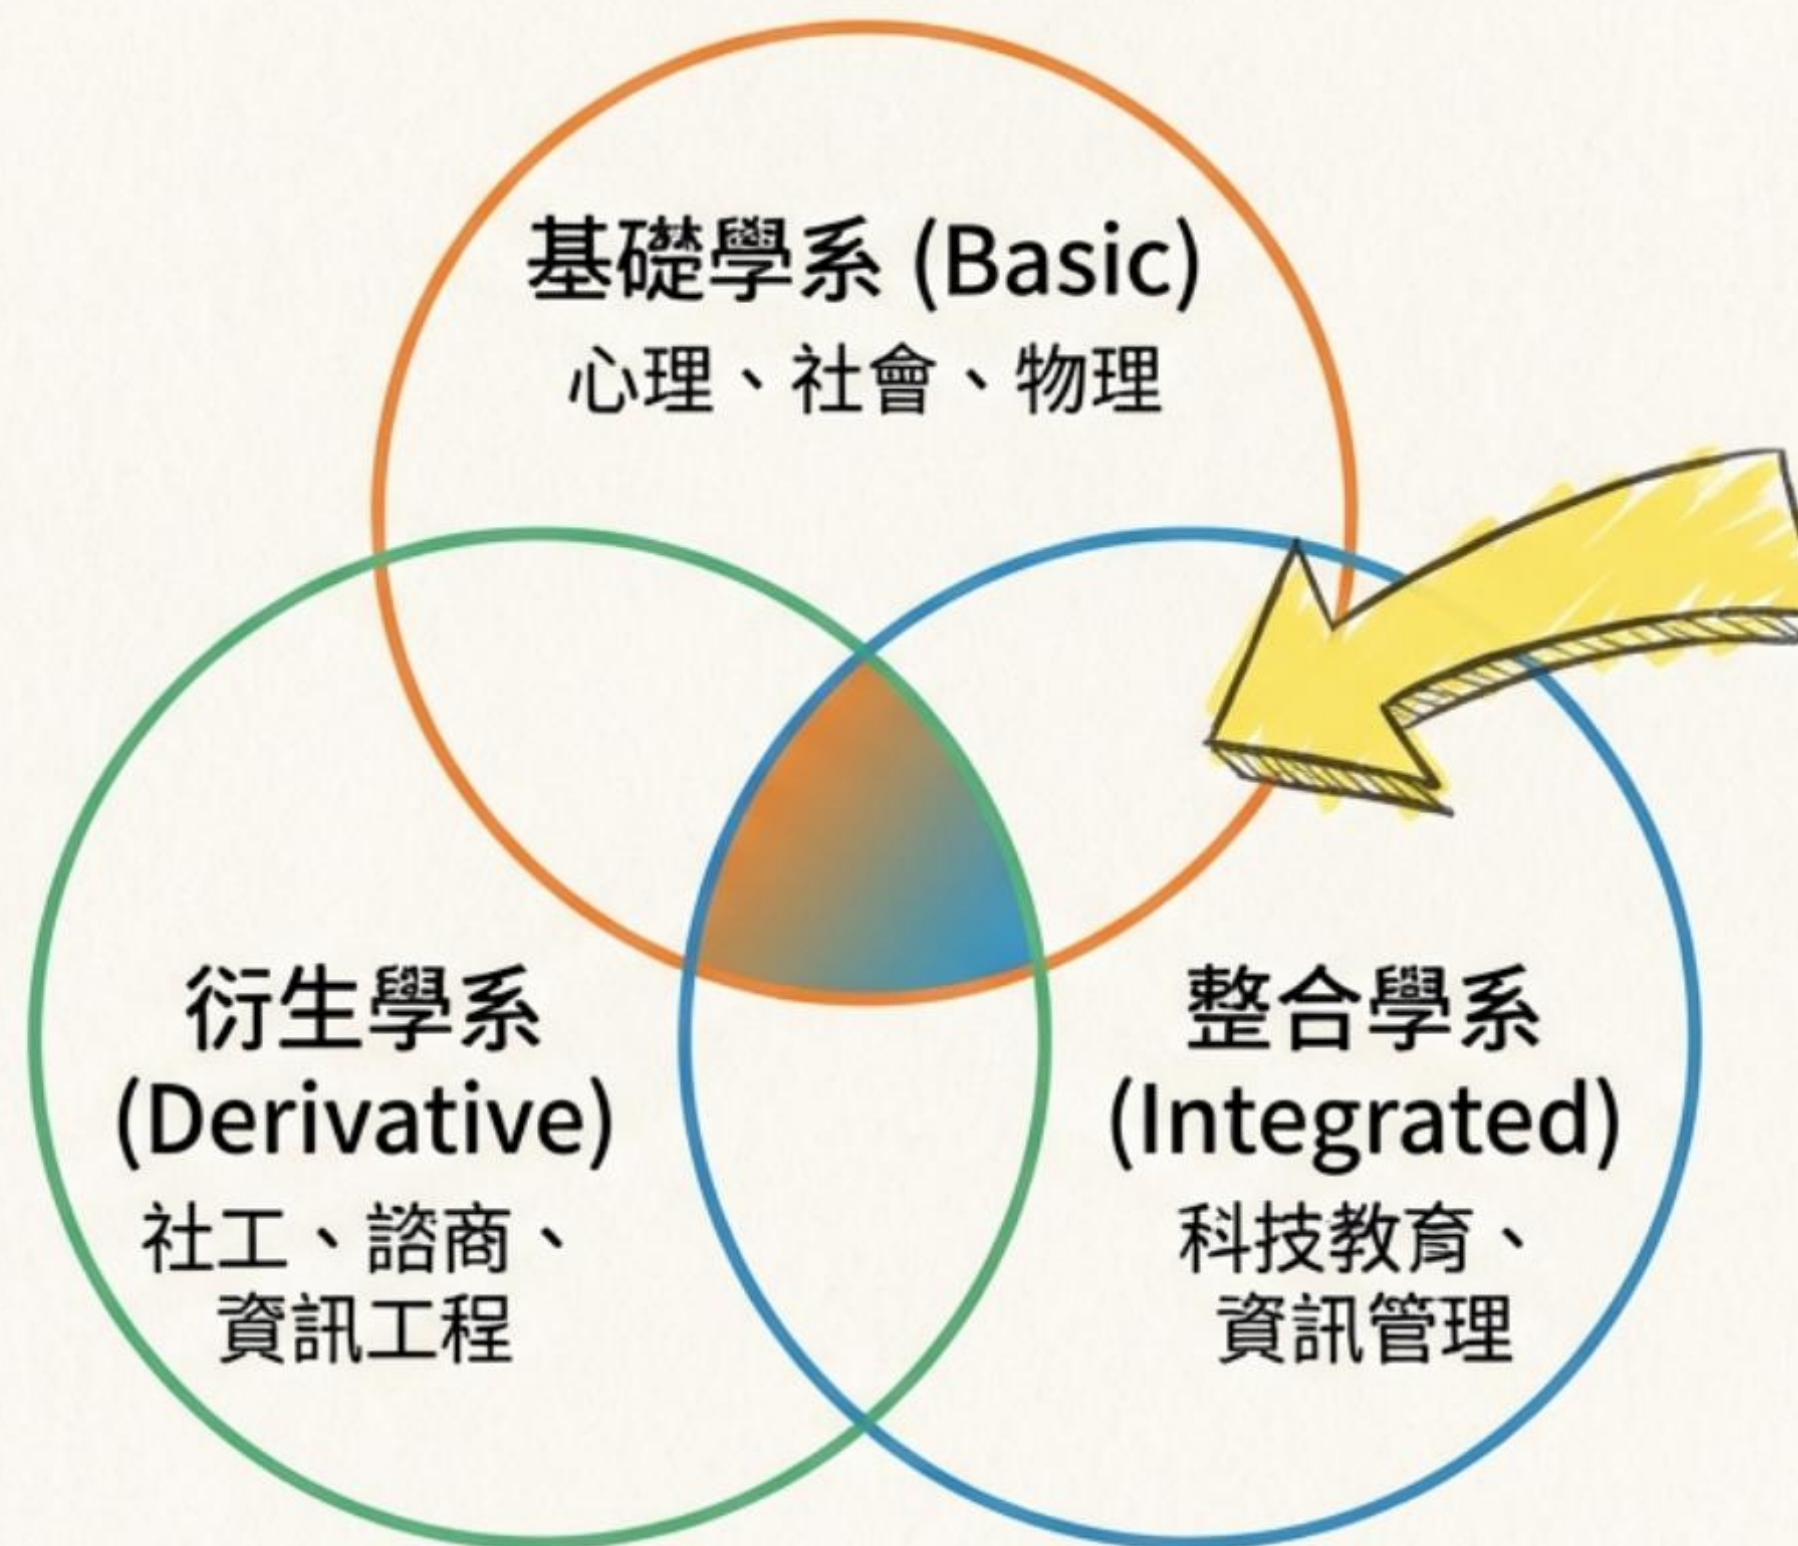 基礎學系 (Basic)
心理、社會、物理
衍生學系
(Derivative)
社工、諮商、
資訊工程
整合學系
(Integrated)
科技教育、
資訊管理